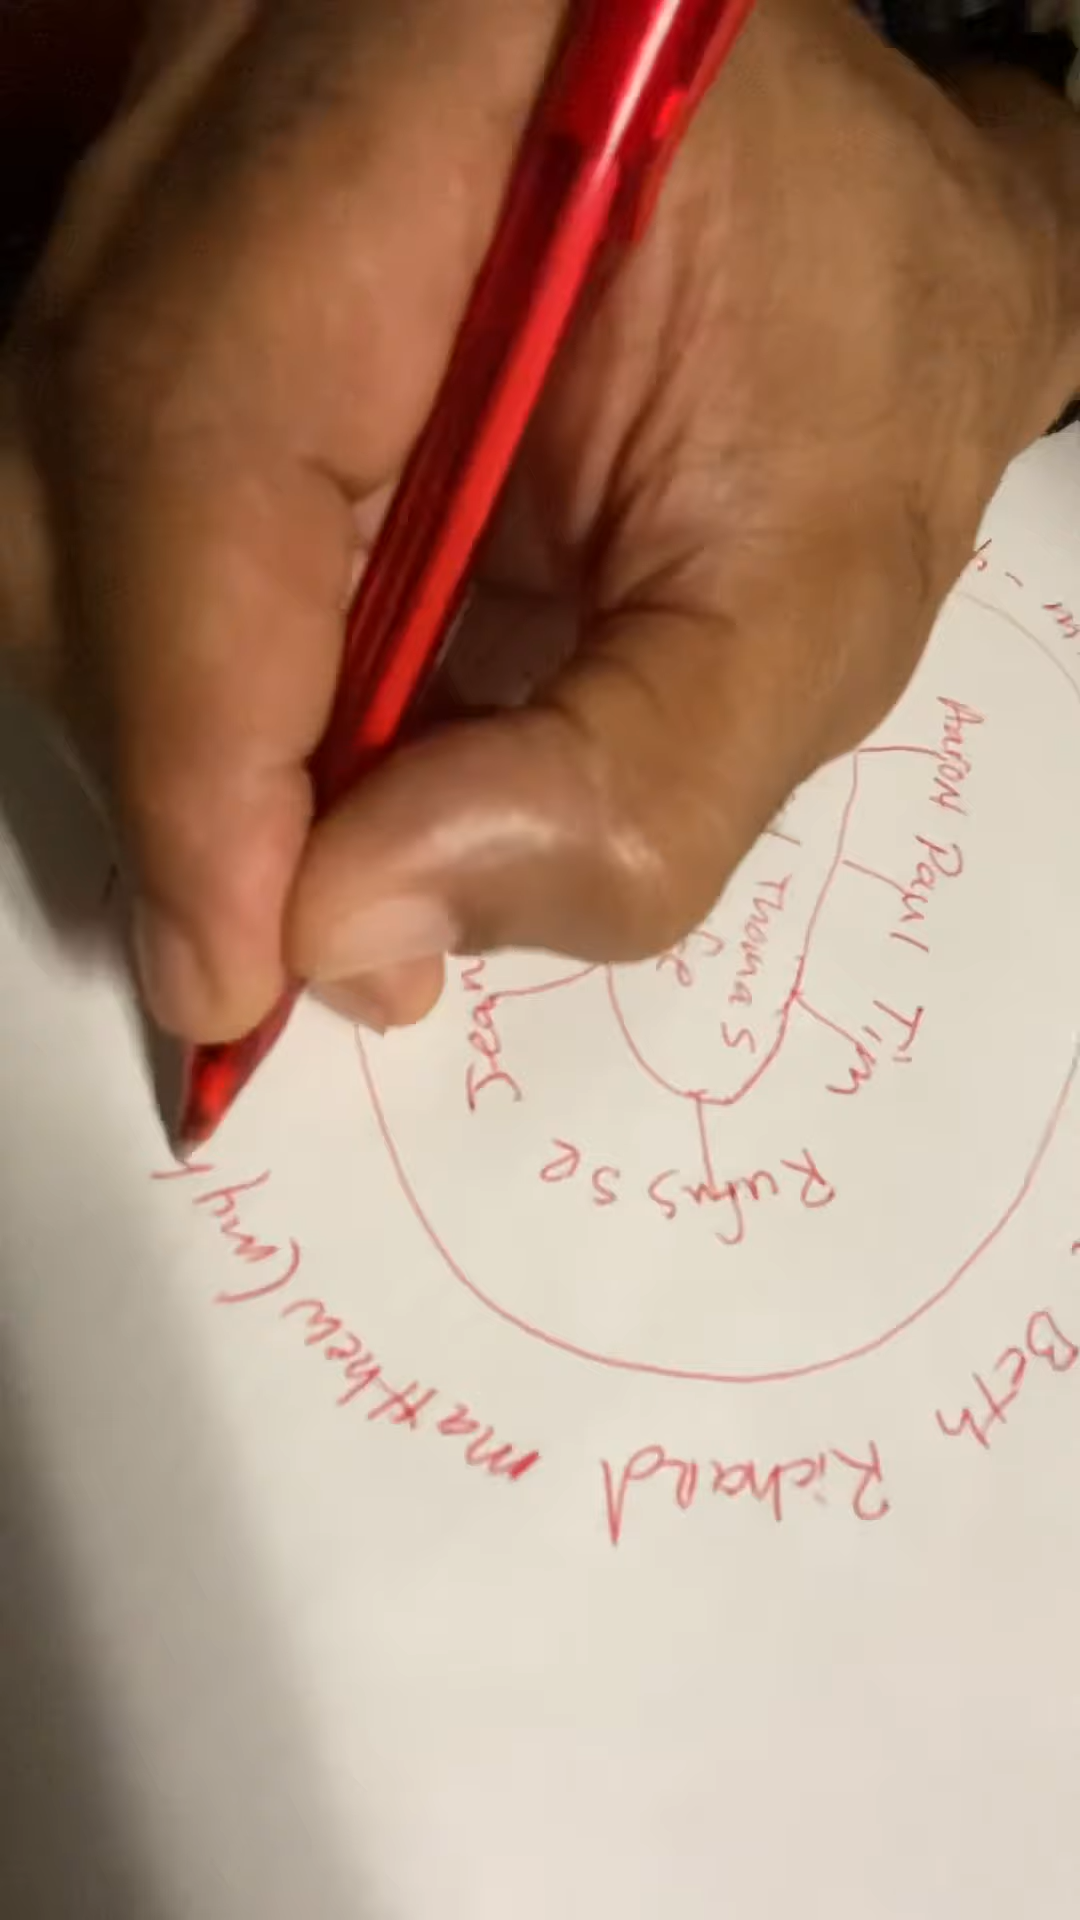 Thomas
Aaron
Paul
Tim
Rufus SR
Jean
Beth
Richard
Matthew (my